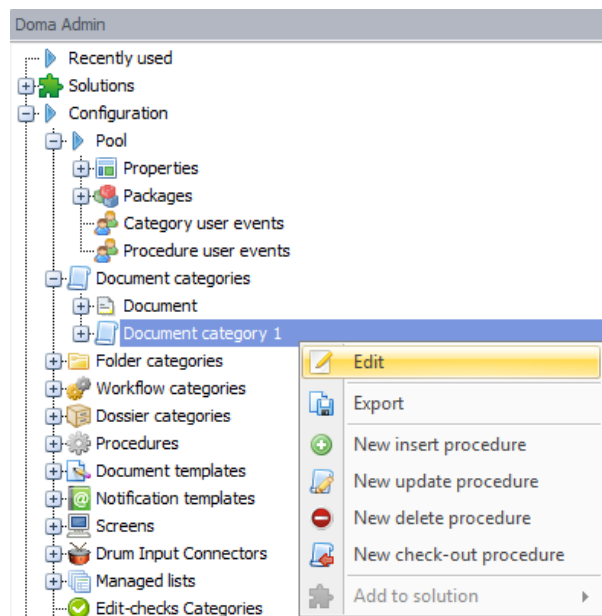 Doma Admin
Recently used
Solutions
Configuration
Pool
Properties
Packages
Category user events
Procedure user events
Document categories
Document
Document category 1
Folder categories
Workflow categories
Dossier categories
Procedures
Document templates
Notification templates
Screens
Drum Input Connectors
Managed lists
Edit-checks Categories
Edit
Export
New insert procedure
New update procedure
New delete procedure
New check-out procedure
Add to solution